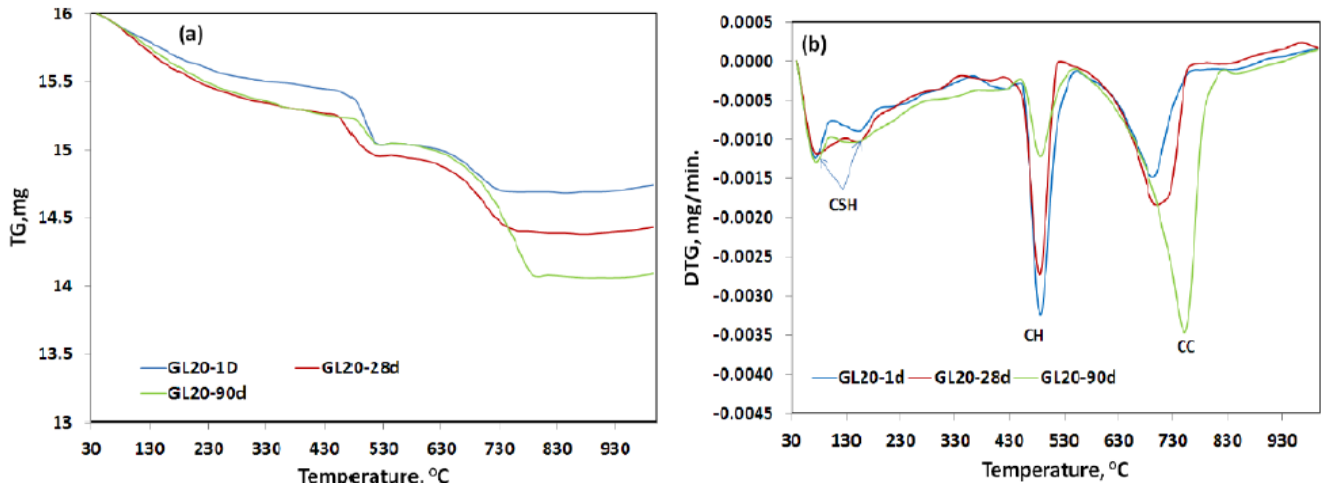 (a)
TG,mg
16
15.5
15
14.5
14
13.5
13
GL20-1D GL20-28d
GL20-90d
30 130 230 330 430 530 630 730 830 930
Temperature, °C
(b)
DTG, mg/min.
0.0005
0.0000
-0.0005
-0.0010
-0.0015
-0.0020
-0.0025
-0.0030
-0.0035
-0.0040
-0.0045
CSH
CH
CC
GL20-1d GL20-28d GL20-90d
30 130 230 330 430 530 630 730 830 930
Temperature, °C